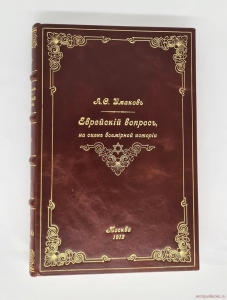 А.С. Шмаковъ
Еврейскій вопросъ,
на сценѣ всемірной исторіи
Москва
1912